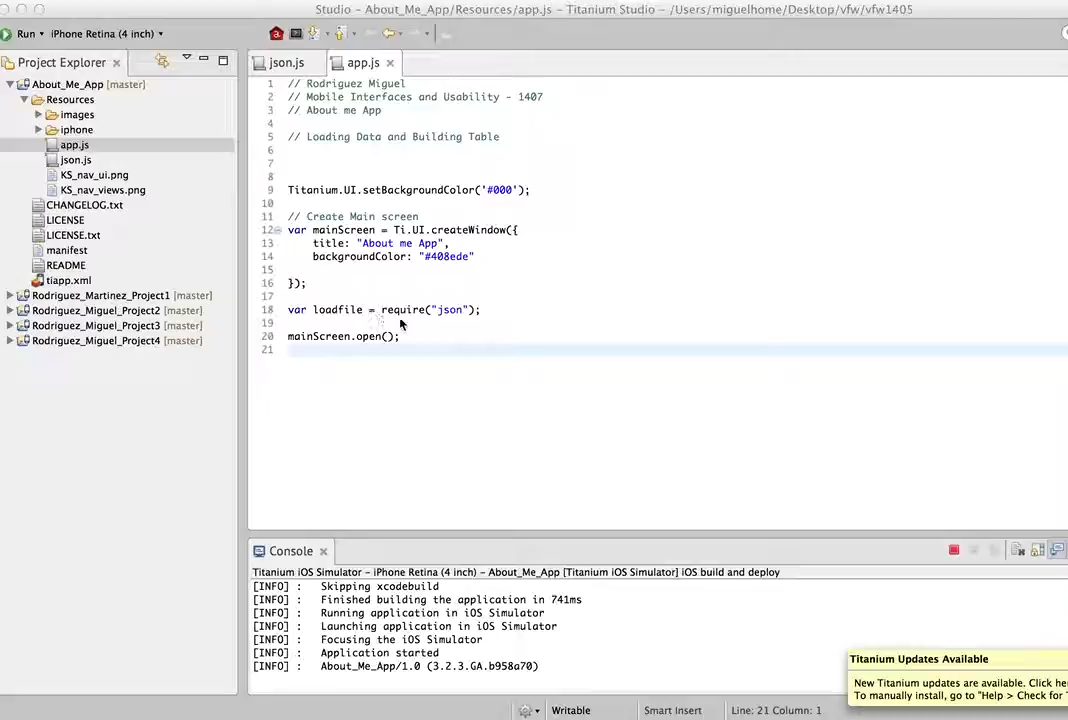 Studio – About_Me_App/Resources/app.js – Titanium Studio – /Users/miguelhome/Desktop/vfw/vfw1405
Run iPhone Retina (4 inch)
Project Explorer
json.js app.js
About_Me_App [master]
Resources
images
iphone
app.js
json.js
KS_nav_ui.png
KS_nav_views.png
CHANGELOG.txt
LICENSE
LICENSE.txt
manifest
README
tiapp.xml
Rodriguez_Martinez_Project1 [master]
Rodriguez_Miguel_Project2 [master]
Rodriguez_Miguel_Project3 [master]
Rodriguez_Miguel_Project4 [master]
1 // Rodriguez Miguel
2 // Mobile Interfaces and Usability - 1407
3 // About me App
4
5 // Loading Data and Building Table
6
7
8
9 Titanium.UI.setBackgroundColor('#000');
10
11 // Create Main screen
12 var mainScreen = Ti.UI.createWindow({
13 title: "About me App",
14 backgroundColor: "#408ede"
15
16 });
17
18 var loadfile = require("json");
19
20 mainScreen.open();
21
Console
Titanium iOS Simulator – iPhone Retina (4 inch) – About_Me_App [Titanium iOS Simulator] iOS build and deploy
[INFO] : Skipping xcodebuild
[INFO] : Finished building the application in 741ms
[INFO] : Running application in iOS Simulator
[INFO] : Launching application in iOS Simulator
[INFO] : Focusing the iOS Simulator
[INFO] : Application started
[INFO] : About_Me_App/1.0 (3.2.3.GA.b958a70)
Titanium Updates Available
New Titanium updates are available. Click
To manually install, go to "Help > Check for
Writable Smart Insert Line: 21 Column: 1